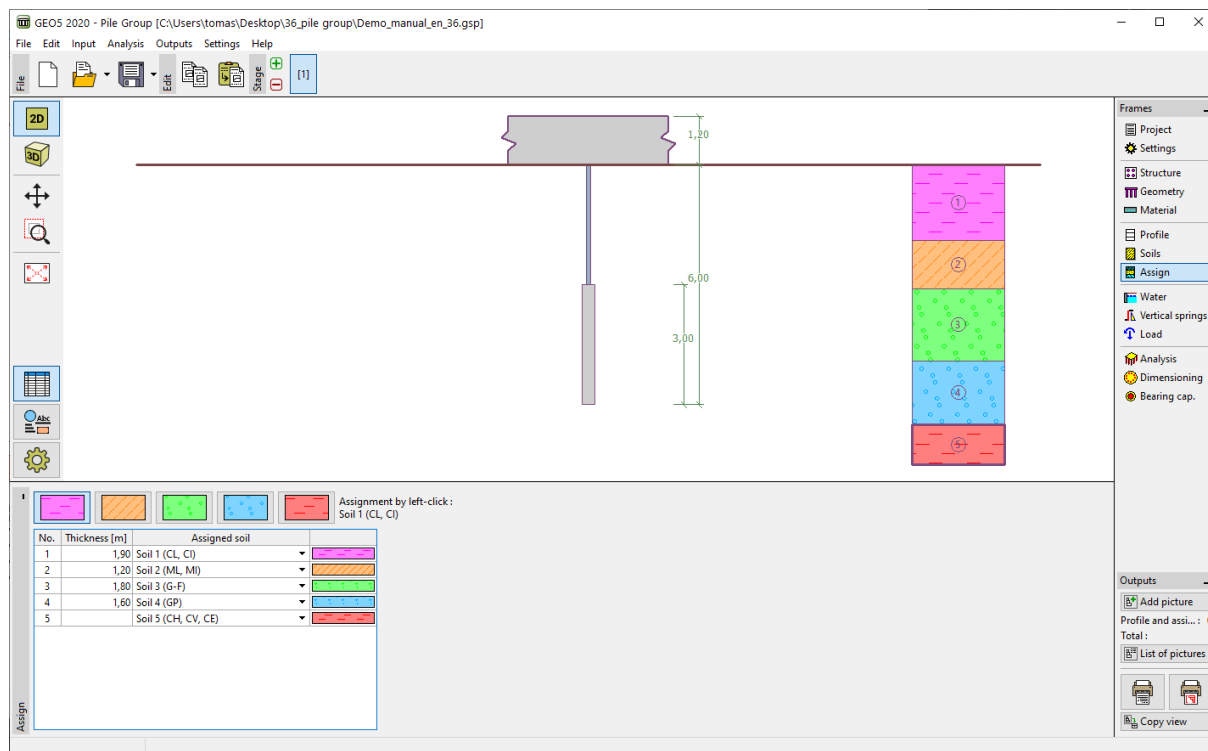 GEO5 2020 - Pile Group [C:\Users\tomas\Desktop\36_pile group\Demo_manual_en_36.gsp]
File Edit Input Analysis Outputs Settings Help
File
Edit
Stage
[1]
2D
3D
Abc
1,20
6,00
3,00
1
2
3
4
5
Frames
Project
Settings
Structure
Geometry
Material
Profile
Soils
Assign
Water
Vertical springs
Load
Analysis
Dimensioning
Bearing cap.
Assignment by left-click :
Soil 1 (CL, CI)
No. Thickness [m] Assigned soil
1 1,90 Soil 1 (CL, CI)
2 1,20 Soil 2 (ML, MI)
3 1,80 Soil 3 (G-F)
4 1,60 Soil 4 (GP)
5 Soil 5 (CH, CV, CE)
Assign
Outputs
Add picture
Profile and assi... :
Total :
List of pictures
Copy view